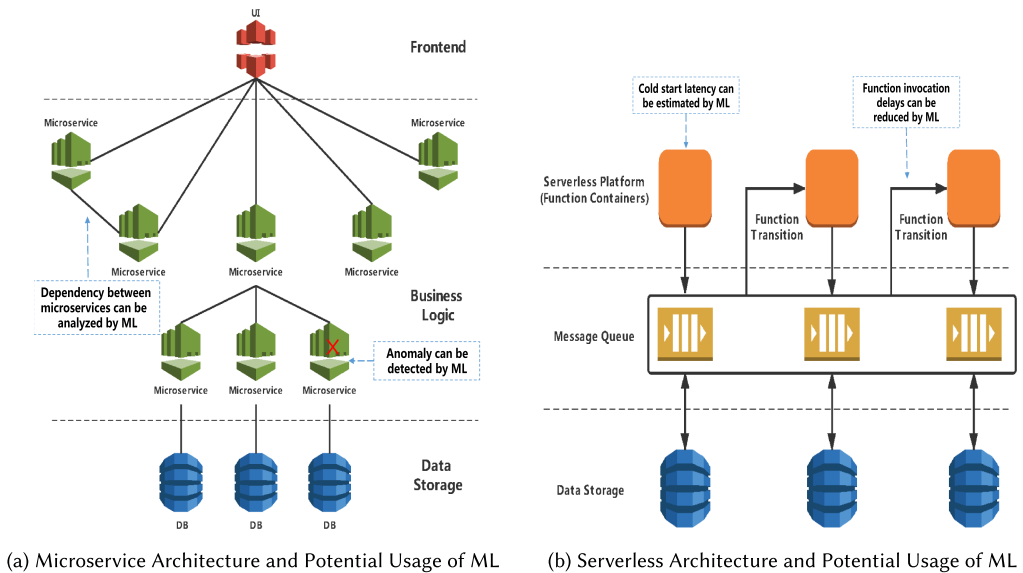 UI
Frontend
Microservice
Microservice
Microservice
Microservice
Microservice
Dependency between
microservices can be
analyzed by ML
Business
Logic
Anomaly can be
detected by ML
Microservice
Microservice
Microservice
Data
Storage
DB
DB
DB
(a) Microservice Architecture and Potential Usage of ML
Cold start latency can
be estimated by ML
Function invocation
delays can be
reduced by ML
Serverless Platform
(Function Containers)
Function
Transition
Function
Transition
Message Queue
Data Storage
(b) Serverless Architecture and Potential Usage of ML